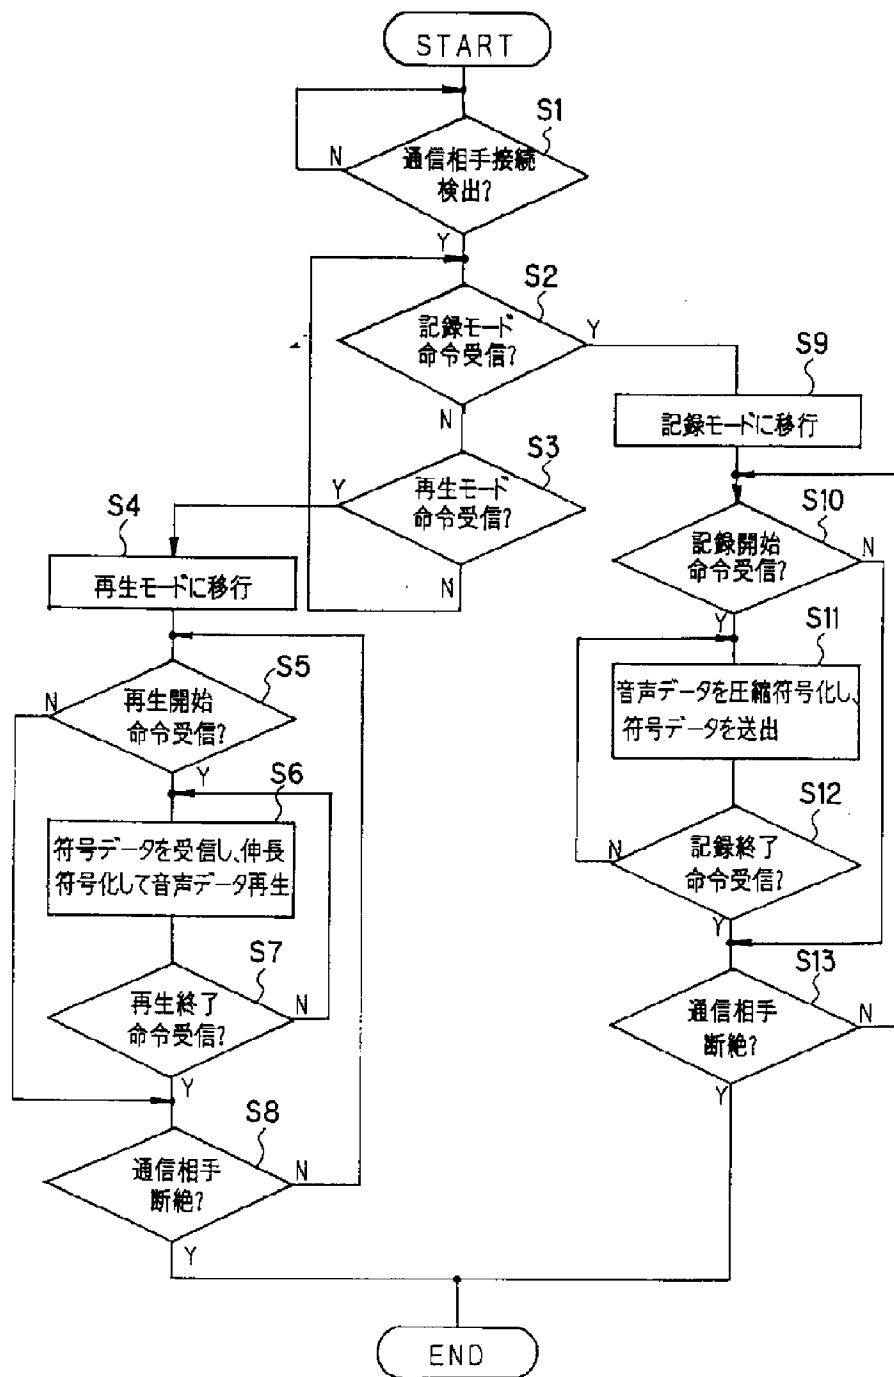 START
S1
通信相手接続
検出?
N
Y
S2
記録モード
命令受信?
Y
N
S3
再生モード
命令受信?
Y
N
S4
再生モードに移行
S5
再生開始
命令受信?
N
Y
S6
符号データを受信し、伸長
符号化して音声データ再生
S7
再生終了
命令受信?
N
Y
S8
通信相手
断絶?
N
Y
S9
記録モードに移行
S10
記録開始
命令受信?
N
Y
S11
音声データを圧縮符号化し、
符号データを送出
S12
記録終了
命令受信?
N
Y
S13
通信相手
断絶?
N
Y
END